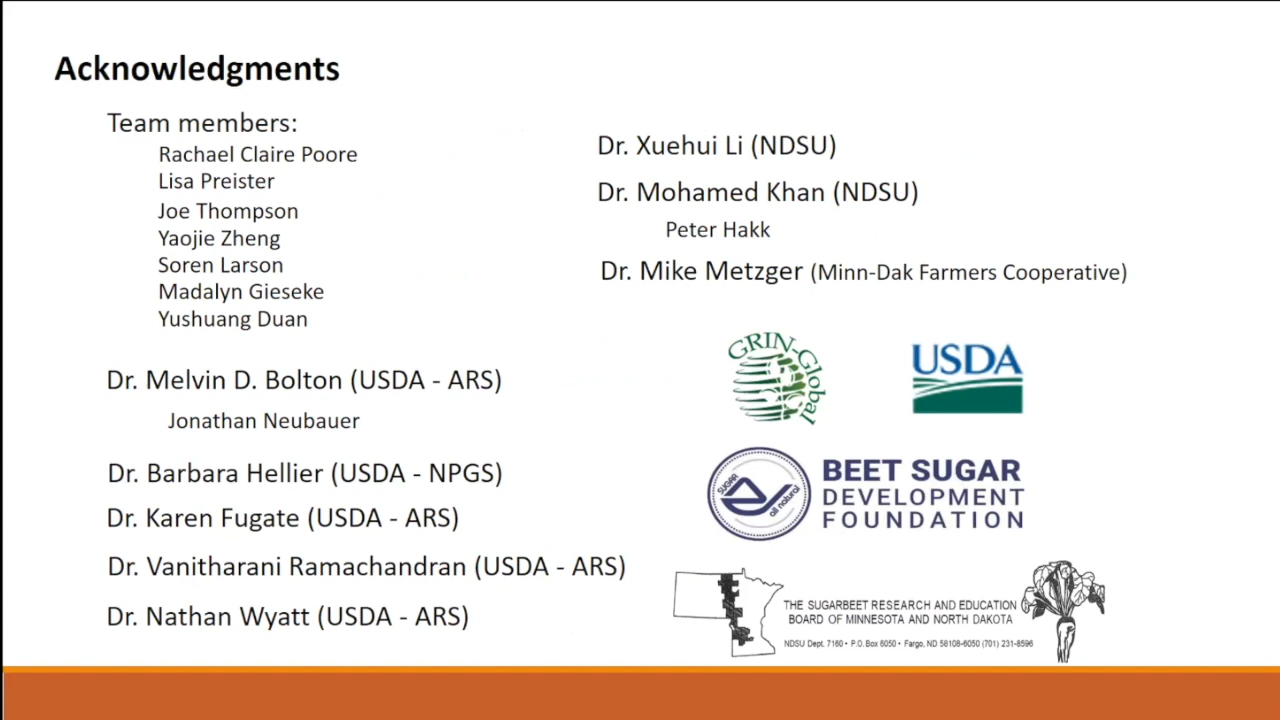 Acknowledgments
Team members:
Rachael Claire Poore
Lisa Preister
Joe Thompson
Yaojie Zheng
Soren Larson
Madalyn Gieseke
Yushuang Duan
Dr. Melvin D. Bolton (USDA - ARS)
Jonathan Neubauer
Dr. Barbara Hellier (USDA - NPGS)
Dr. Karen Fugate (USDA - ARS)
Dr. Vanitharani Ramachandran (USDA - ARS)
Dr. Nathan Wyatt (USDA - ARS)
Dr. Xuehui Li (NDSU)
Dr. Mohamed Khan (NDSU)
Peter Hakk
Dr. Mike Metzger (Minn-Dak Farmers Cooperative)
GRIN-Global
USDA
SUGAR
all natural
BEET SUGAR
DEVELOPMENT
FOUNDATION
THE SUGARBEET RESEARCH AND EDUCATION
BOARD OF MINNESOTA AND NORTH DAKOTA
NDSU Dept. 7160 • P.O. Box 6050 • Fargo, ND 58108-6050 (701) 231-8596